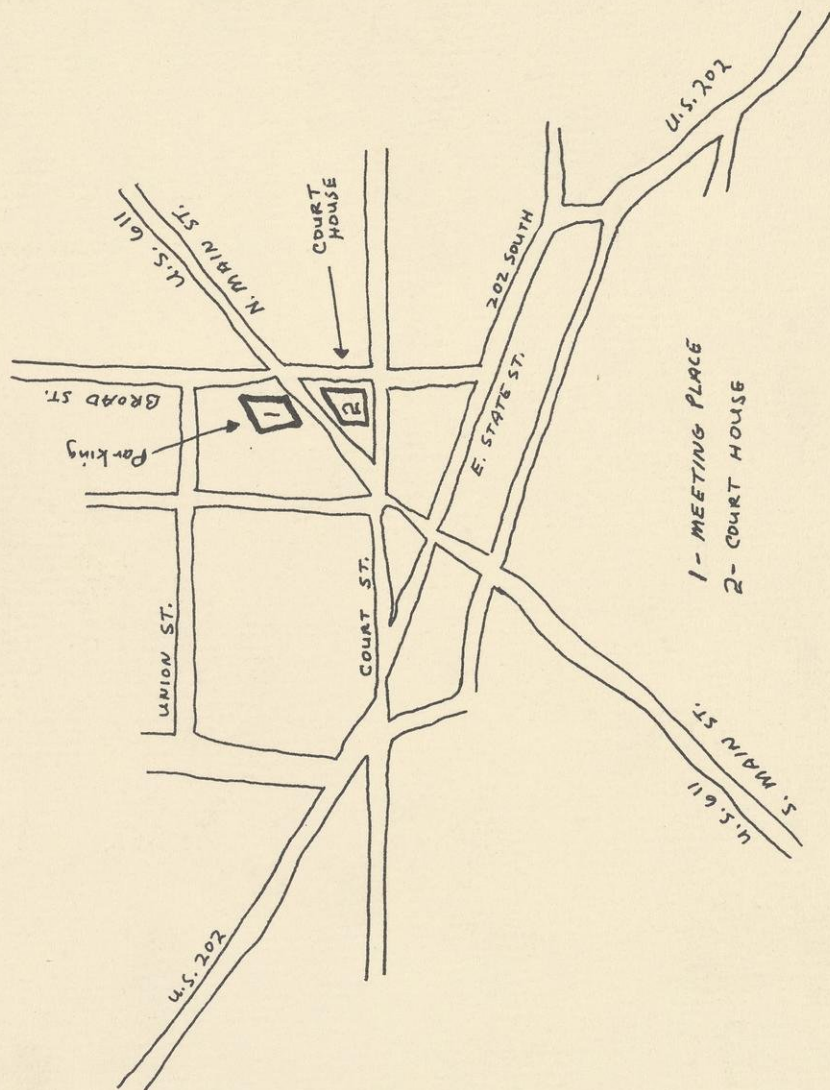 U.S. 202
COURT
HOUSE
N. MAIN ST.
U.S. 611
202 SOUTH
BROAD ST.
Parking
1
2
E. STATE ST.
1 - MEETING PLACE
2 - COURT HOUSE
UNION ST.
COURT ST.
S. MAIN ST.
U.S. 611
U.S. 202